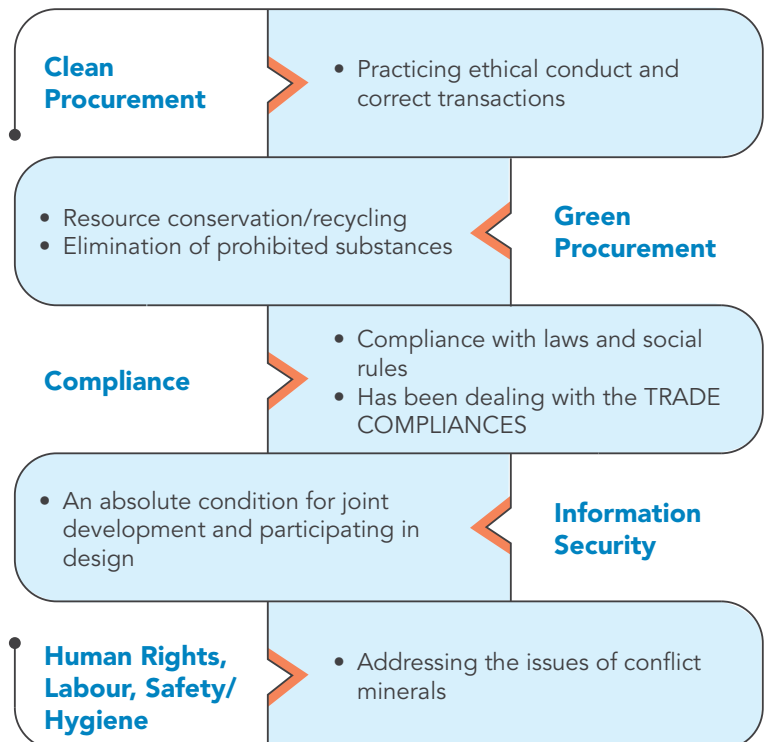 Clean
Procurement
• Practicing ethical conduct and
correct transactions
• Resource conservation/recycling
• Elimination of prohibited substances
Green
Procurement
Compliance
• Compliance with laws and social
rules
• Has been dealing with the TRADE
COMPLIANCES
• An absolute condition for joint
development and participating in
design
Information
Security
Human Rights,
Labour, Safety/
Hygiene
• Addressing the issues of conflict
minerals